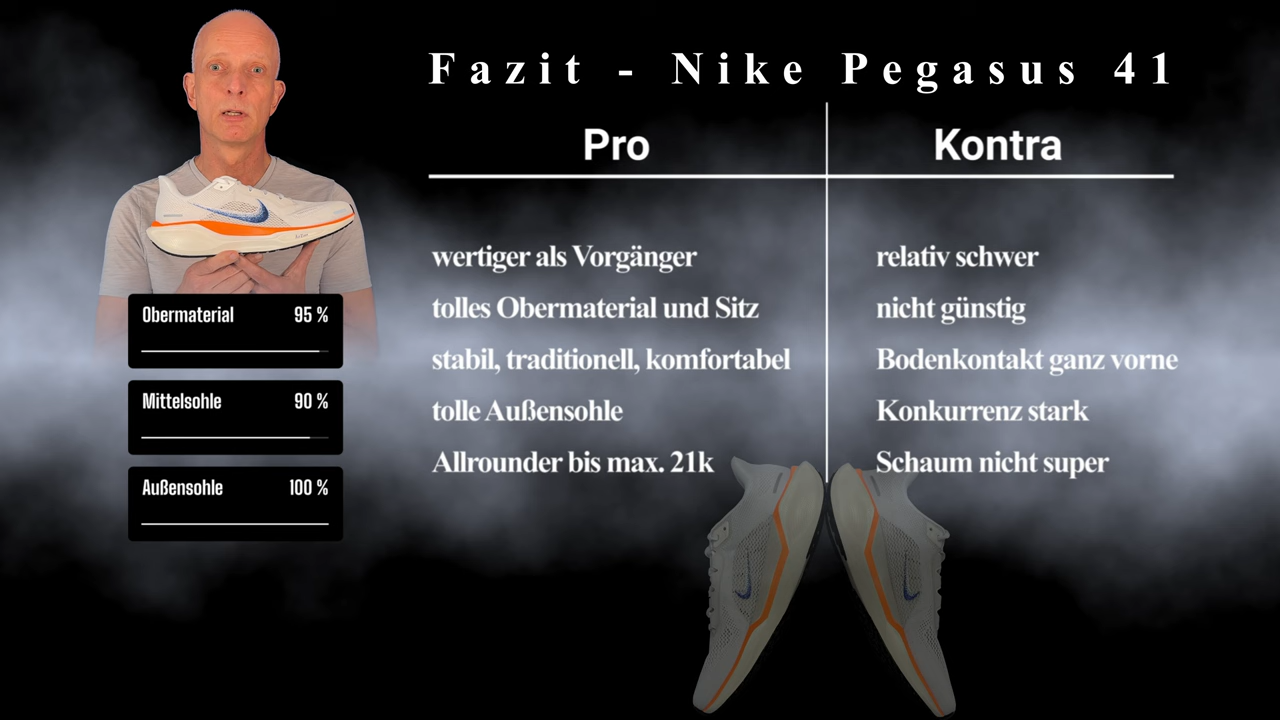 Fazit - Nike Pegasus 41
Pro
Kontra
wertiger als Vorgänger
tolles Obermaterial und Sitz
stabil, traditionell, komfortabel
tolle Außensohle
Allrounder bis max. 21k
relativ schwer
nicht günstig
Bodenkontakt ganz vorne
Konkurrenz stark
Schaum nicht super
Obermaterial 95 %
Mittelsohle 90 %
Außensohle 100 %